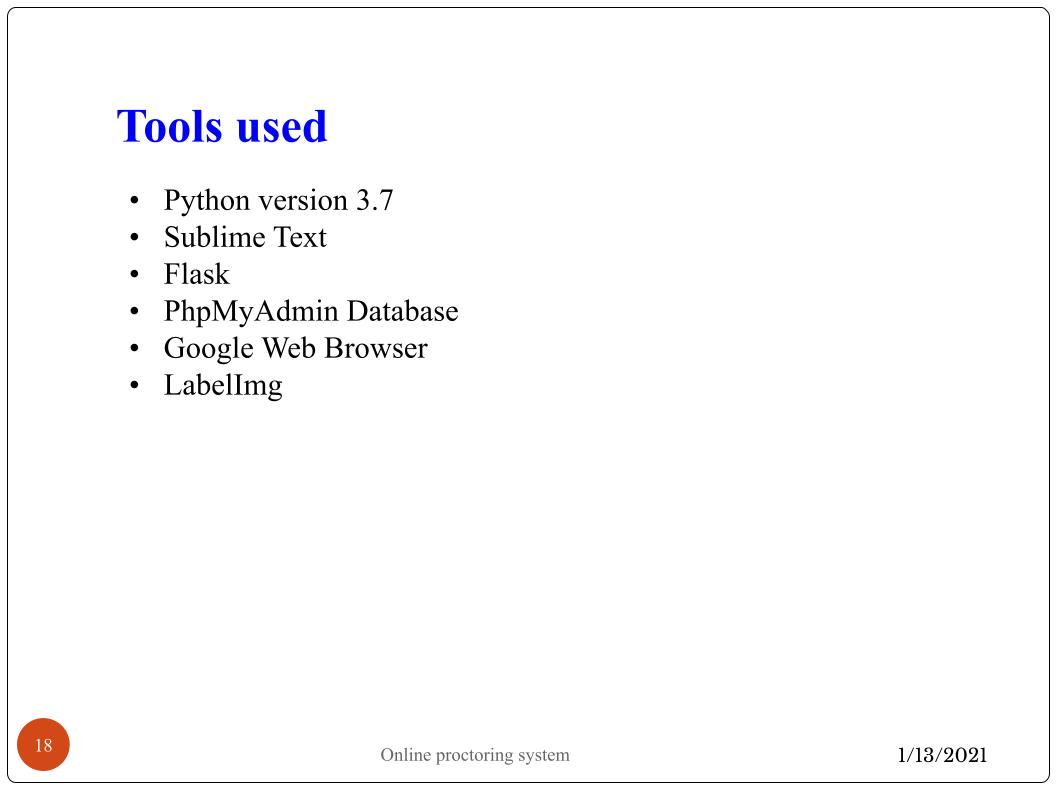 Tools used
• Python version 3.7
• Sublime Text
• Flask
• PhpMyAdmin Database
• Google Web Browser
• LabelImg
18
Online proctoring system
1/13/2021